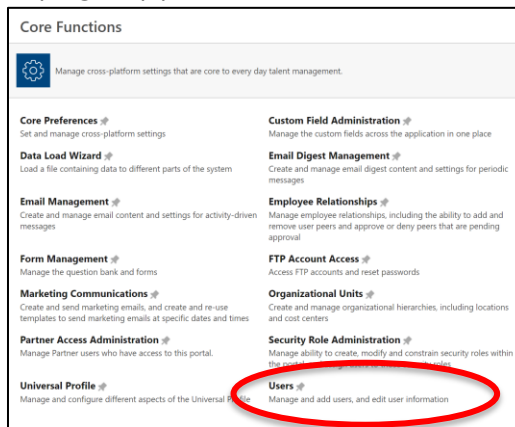 Core Functions
Manage cross-platform settings that are core to every day talent management.
Core Preferences
Set and manage cross-platform settings
Data Load Wizard
Load a file containing data to different parts of the system
Email Management
Create and manage email content and settings for activity-driven
messages
Form Management
Manage the question bank and forms
Marketing Communications
Create and send marketing emails, and create and re-use
templates to send marketing emails at specific dates and times
Partner Access Administration
Manage Partner users who have access to this portal.
Universal Profile
Manage and configure different aspects of the Universal Profile
Custom Field Administration
Manage the custom fields across the application in one place
Email Digest Management
Create and manage email digest content and settings for periodic
messages
Employee Relationships
Manage employee relationships, including the ability to add and
remove user peers and approve or deny peers that are pending
approval
FTP Account Access
Access FTP accounts and reset passwords
Organizational Units
Create and manage organizational hierarchies, including locations
and cost centers
Security Role Administration
Manage ability to create, modify and constrain security roles within
the
Users
Manage and add users, and edit user information